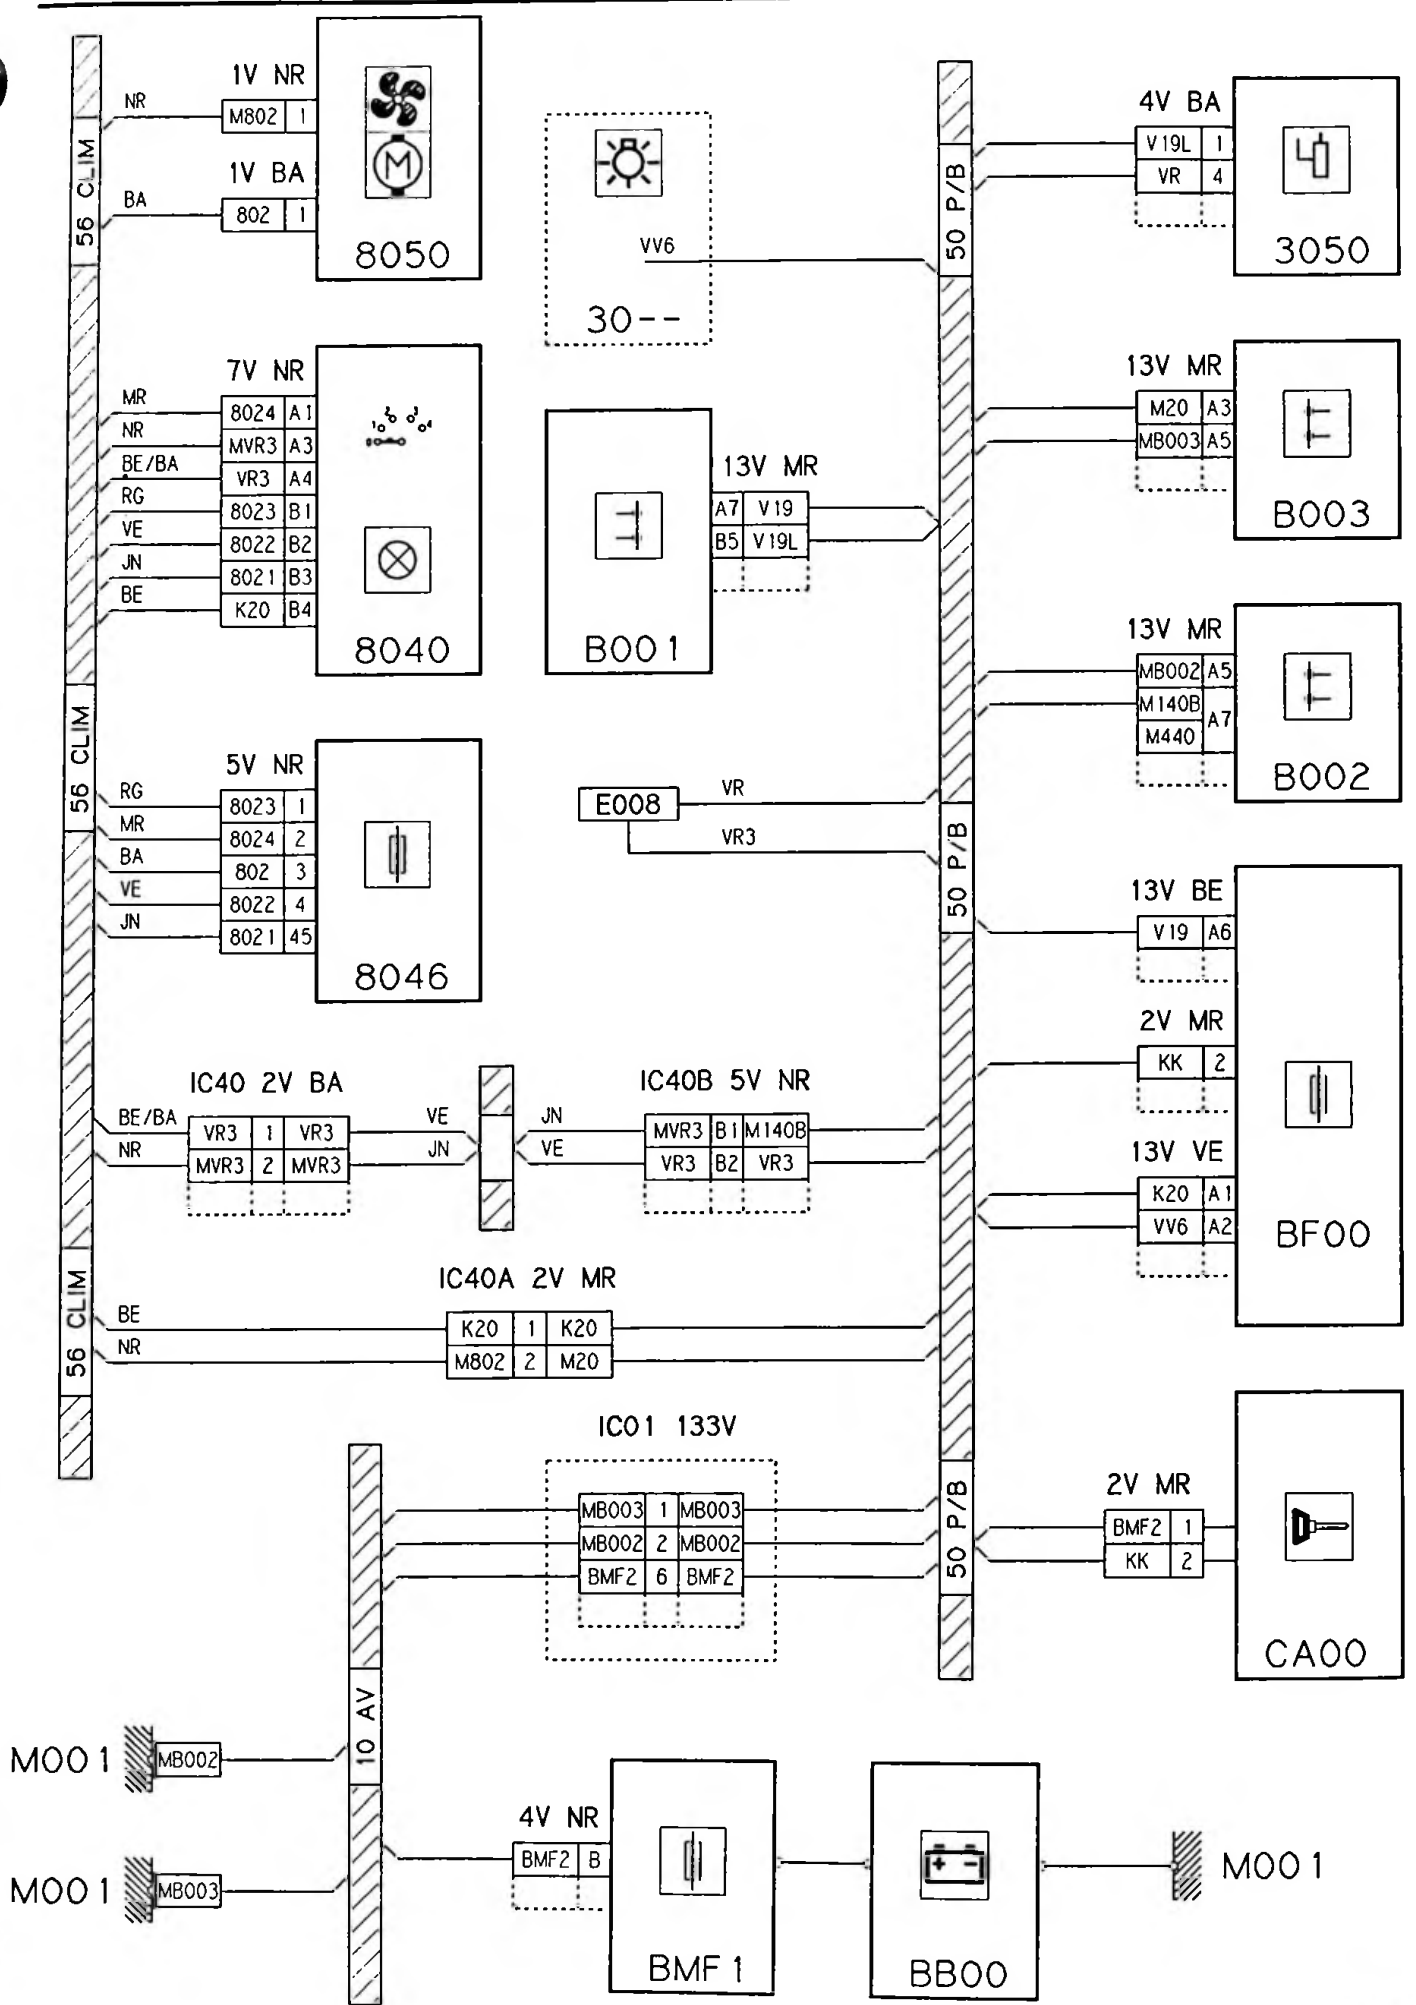 1V NR
NR
M802 1
1V BA
BA
802 1
8050
56 CLIM
VV6
30--
50 P/B
4V BA
V19L 1
VR 4
3050
7V NR
MR
8024 A1
NR
MVR3 A3
BE/BA
VR3 A4
RG
8023 B1
VE
8022 B2
JN
8021 B3
BE
K20 B4
1 2 3 4
8040
13V MR
A7 V19
B5 V19L
B001
13V MR
M20 A3
MB003 A5
B003
13V MR
MB002 A5
M140B A7
M440
B002
56 CLIM
5V NR
RG
8023 1
MR
8024 2
BA
802 3
VE
8022 4
JN
8021 45
8046
E008
VR
VR3
50 P/B
13V BE
V19 A6
2V MR
KK 2
13V VE
K20 A1
VV6 A2
BF00
IC40 2V BA
BE/BA
VR3 1 VR3
VE
NR
MVR3 2 MVR3
JN
IC40B 5V NR
JN
MVR3 B1 M140B
VE
VR3 B2 VR3
56 CLIM
IC40A 2V MR
BE
K20 1 K20
NR
M802 2 M20
IC01 133V
MB003 1 MB003
MB002 2 MB002
BMF2 6 BMF2
50 P/B
2V MR
BMF2 1
KK 2
CA00
10 AV
M001
MB002
M001
MB003
4V NR
BMF2 B
BMF1
M
+ -
BB00
M001